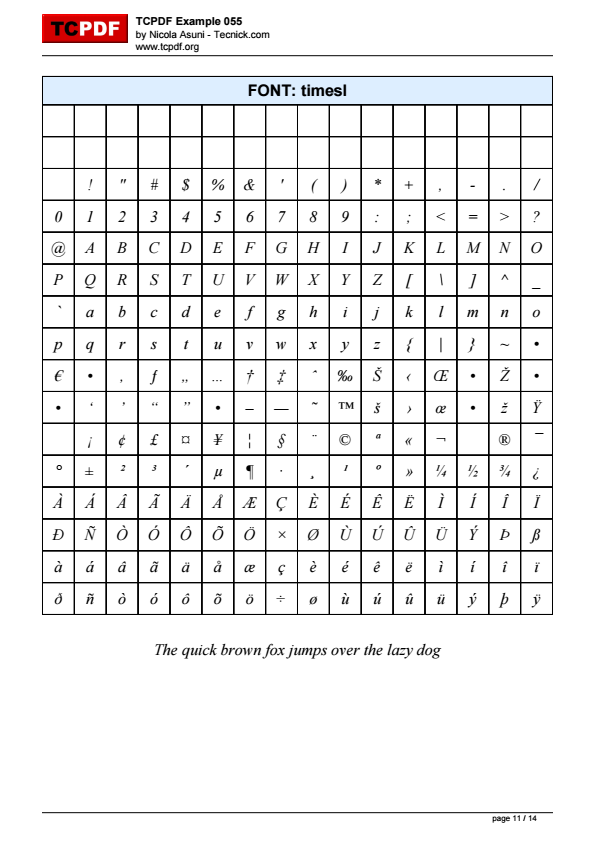 TCPDF
TCPDF Example 055
by Nicola Asuni - Tecnick.com
www.tcpdf.org
FONT: timesI
! " # $ % & ' ( ) * + , - . /
0 1 2 3 4 5 6 7 8 9 : ; < = > ?
@ A B C D E F G H I J K L M N O
P Q R S T U V W X Y Z [ \ ] ^ _
` a b c d e f g h i j k l m n o
p q r s t u v w x y z { | } ~ •
€ • ‚ ƒ „ … † ‡ ˆ ‰ Š ‹ Œ • Ž •
• ‘ ’ “ ” • – — ˜ ™ š › œ • ž Ÿ
¡ ¢ £ ¤ ¥ ¦ § ¨ © ª « ¬ ® ¯
° ± ² ³ ´ µ ¶ · ¸ ¹ º » ¼ ½ ¾ ¿
À Á Â Ã Ä Å Æ Ç È É Ê Ë Ì Í Î Ï
Ð Ñ Ò Ó Ô Õ Ö × Ø Ù Ú Û Ü Ý Þ ß
à á â ã ä å æ ç è é ê ë ì í î ï
ð ñ ò ó ô õ ö ÷ ø ù ú û ü ý þ ÿ
The quick brown fox jumps over the lazy dog
page 11 / 14